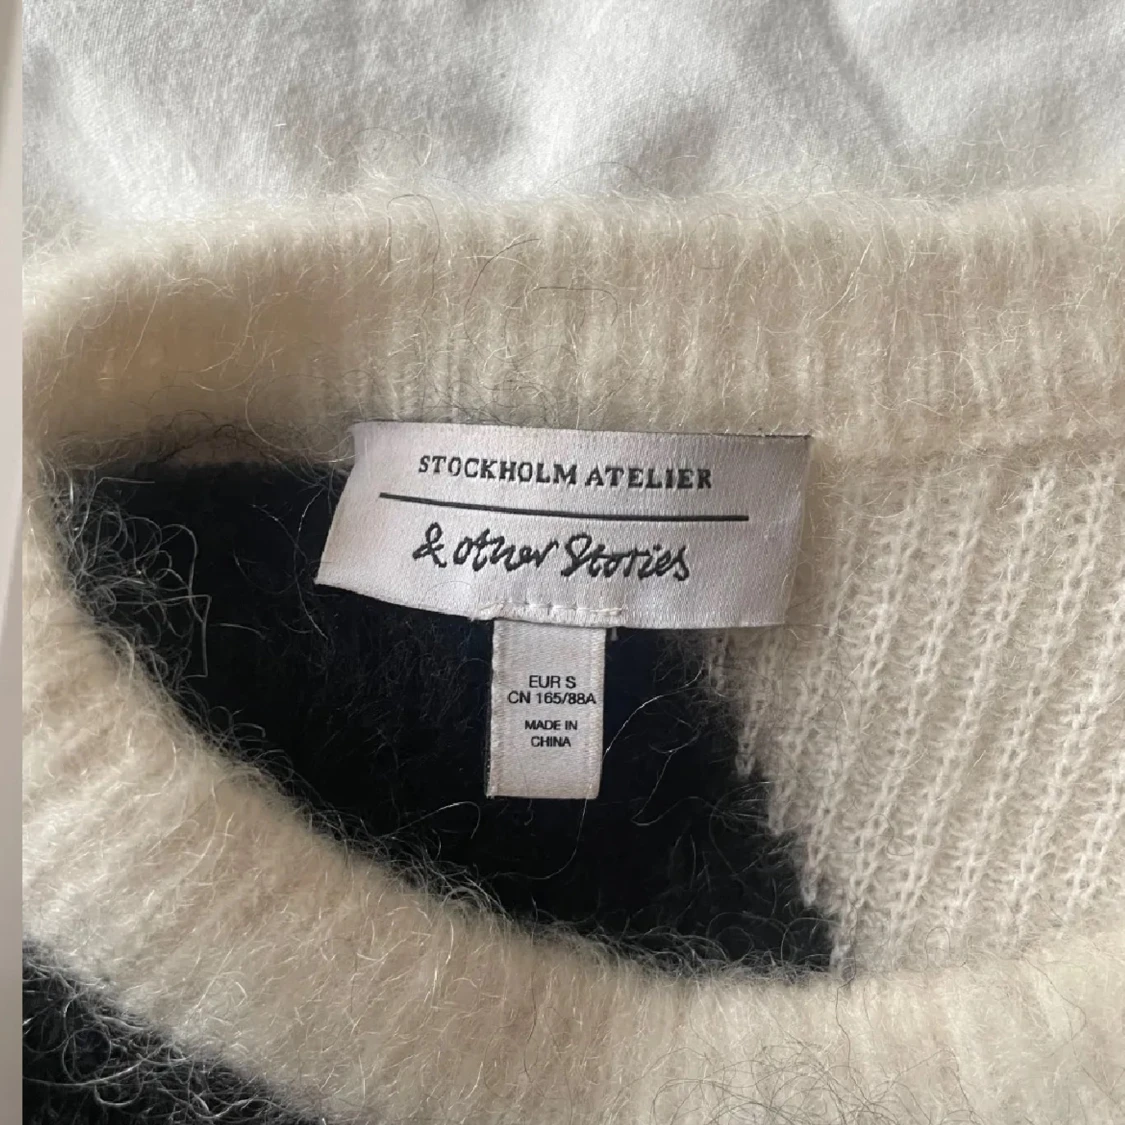 STOCKHOLM ATELIER
& other Stories
EUR S
CN 165/88A
MADE IN
CHINA